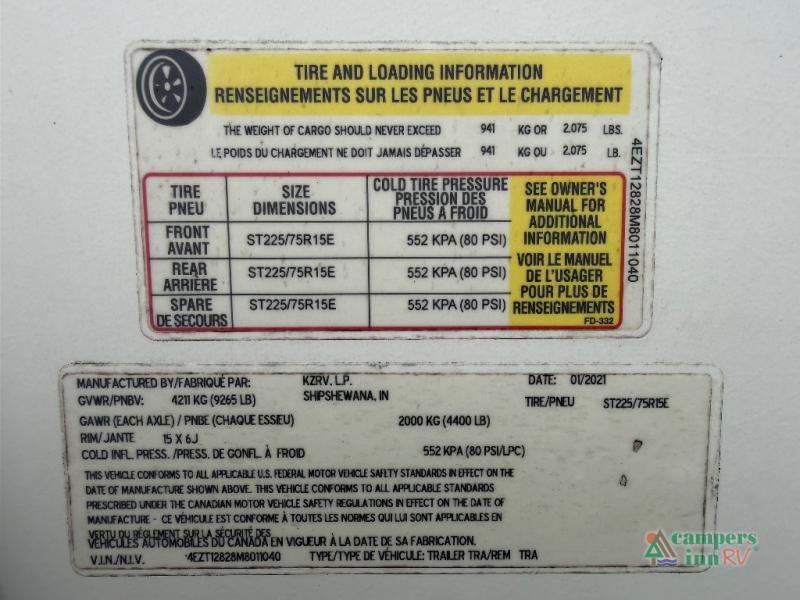 TIRE AND LOADING INFORMATION
RENSEIGNEMENTS SUR LES PNEUS ET LE CHARGEMENT
THE WEIGHT OF CARGO SHOULD NEVER EXCEED 941 KG OR 2.075 LBS.
LE POIDS DU CHARGEMENT NE DOIT JAMAIS DÉPASSER 941 KG OU 2.075 LB.
TIRE PNEU SIZE DIMENSIONS COLD TIRE PRESSURE PRESSION DES PNEUS À FROID
FRONT AVANT ST225/75R15E 552 KPA (80 PSI)
REAR ARRIÈRE ST225/75R15E 552 KPA (80 PSI)
SPARE DE SECOURS ST225/75R15E 552 KPA (80 PSI)
SEE OWNER'S
MANUAL FOR
ADDITIONAL
INFORMATION
VOIR LE MANUEL
DE L'USAGER
POUR PLUS DE
RENSEIGNEMENTS
FD-332
4EZT12828M8011040
MANUFACTURED BY/FABRIQUÉ PAR: KZRV, L.P. DATE: 01/2021
GVWR/PNBV: 4211 KG (9265 LB) SHIPSHEWANA, IN TIRE/PNEU ST225/75R15E
GAWR (EACH AXLE) / PNBE (CHAQUE ESSIEU) 2000 KG (4400 LB)
RIM/JANTE 15 X 6J
COLD INFL. PRESS. /PRESS. DE GONFL. À FROID 552 KPA (80 PSI/LPC)
THIS VEHICLE CONFORMS TO ALL APPLICABLE U.S. FEDERAL MOTOR VEHICLE SAFETY STANDARDS IN EFFECT ON THE
DATE OF MANUFACTURE SHOWN ABOVE. THIS VEHICLE CONFORMS TO ALL APPLICABLE STANDARDS
PRESCRIBED UNDER THE CANADIAN MOTOR VEHICLE SAFETY REGULATIONS IN EFFECT ON THE DATE OF
MANUFACTURE - CE VÉHICULE EST CONFORME À TOUTES LES NORMES QUI LUI SONT APPLICABLES EN
VERTU DU RÉGLEMENT SUR LA SÉCURITÉ DES
VÉHICULES AUTOMOBILES DU CANADA EN VIGUEUR À LA DATE DE SA FABRICATION.
V.I.N./N.I.V. 4EZT12828M8011040 TYPE/TYPE DE VÉHICULE: TRAILER TRA/REM TRA
campers
inn RV